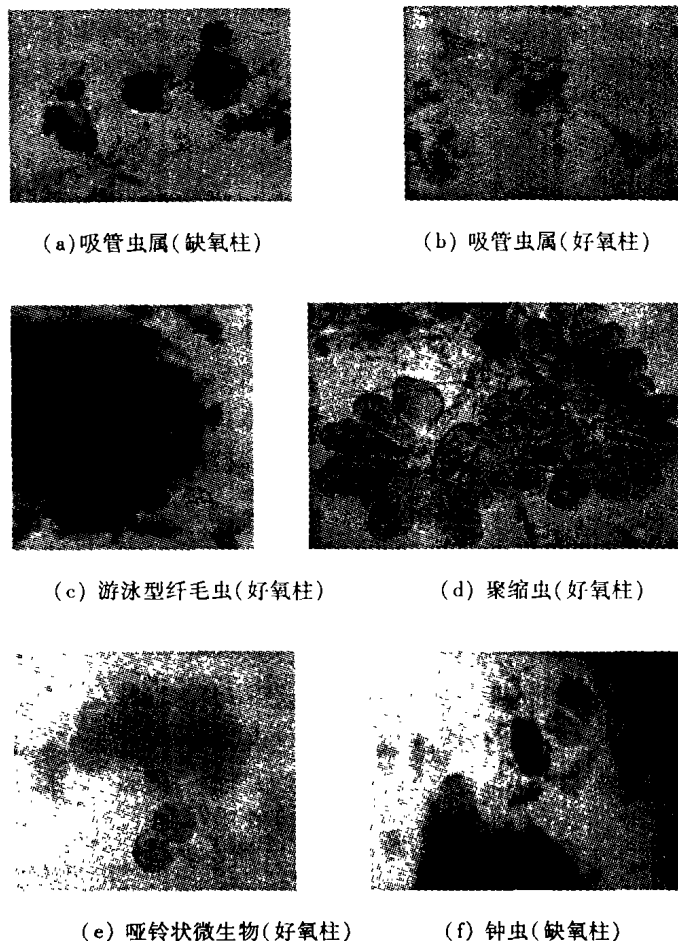 (a)吸管虫属(缺氧柱)
(b) 吸管虫属(好氧柱)
(c) 游泳型纤毛虫(好氧柱)
(d) 聚缩虫(好氧柱)
(e) 哑铃状微生物(好氧柱)
(f) 钟虫(缺氧柱)